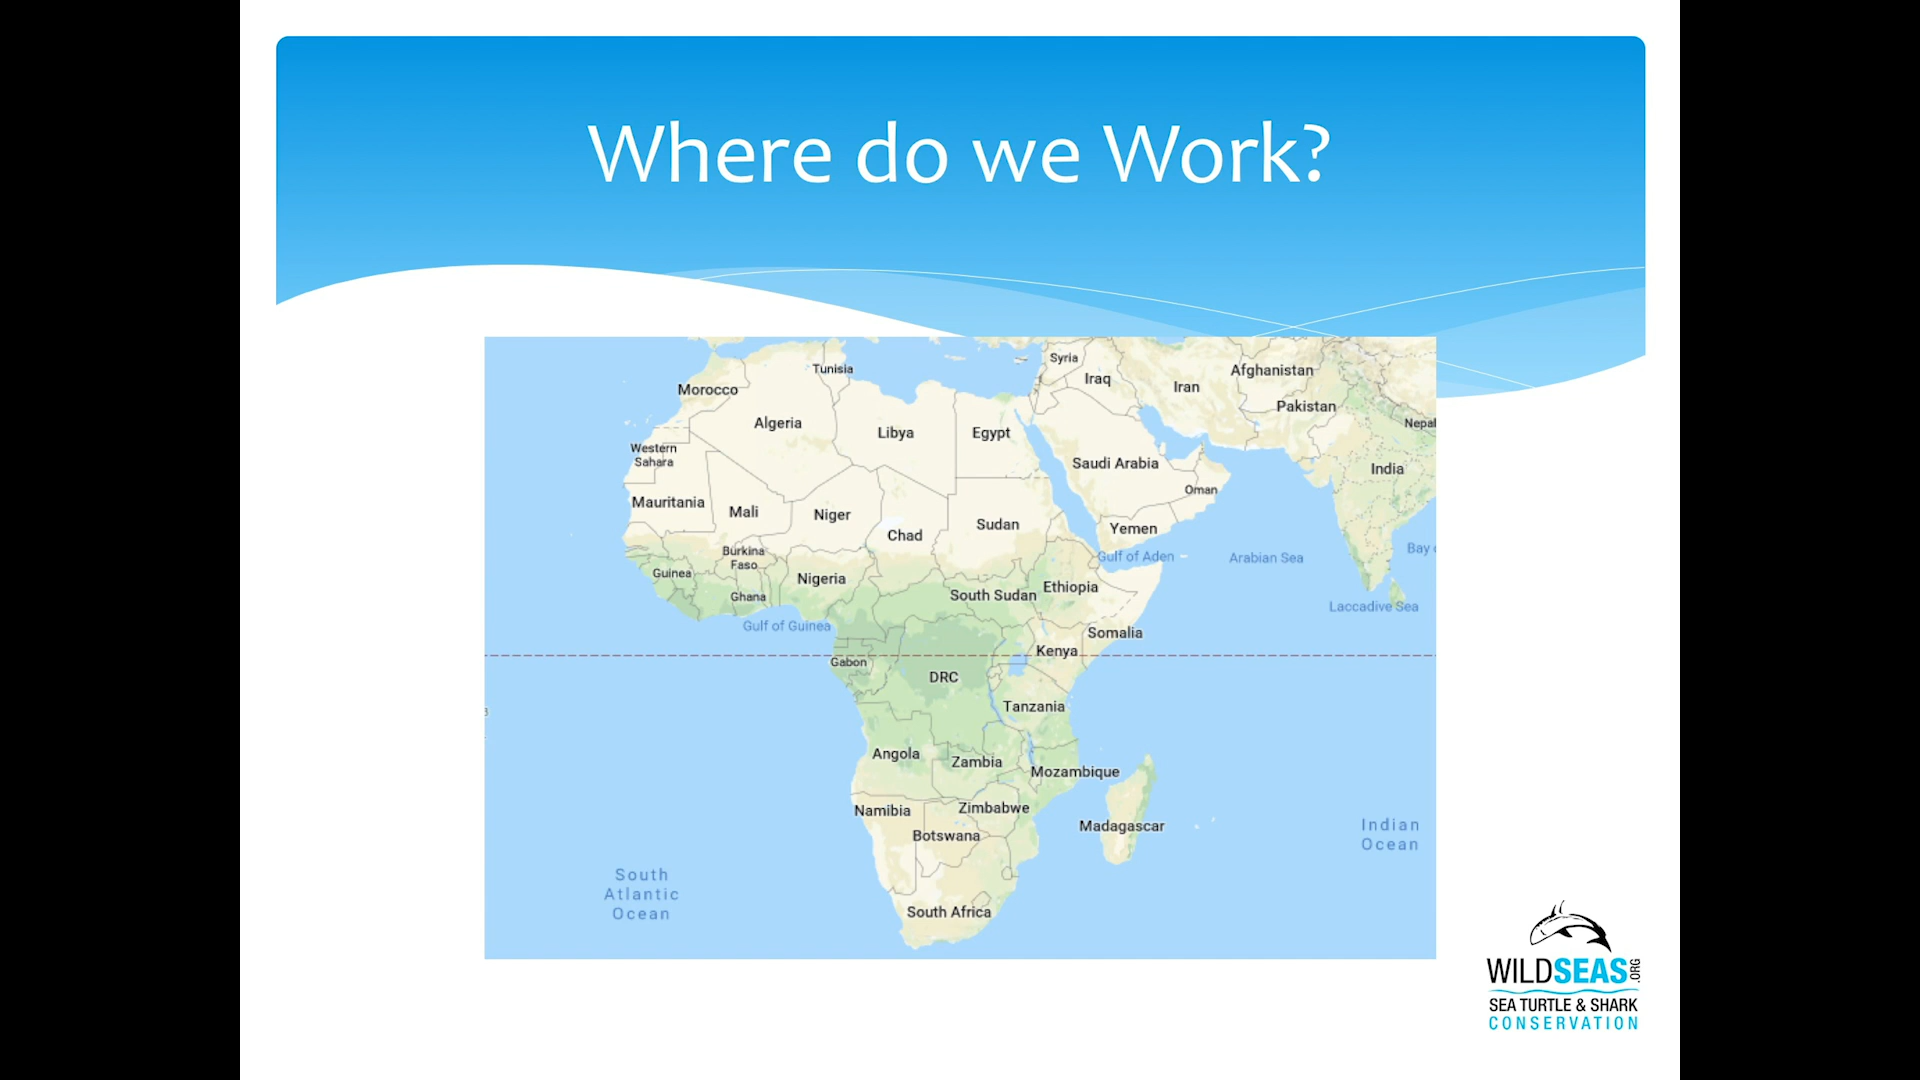 Where do we Work?
Syria
Tunisia
Afghanistan
Iraq
Iran
Morocco
Pakistan
Algeria
Nepal
Libya
Egypt
Western
Sahara
Saudi Arabia
India
Oman
Mauritania
Mali
Niger
Sudan
Yemen
Chad
Burkina
Faso
Gulf of Aden
Arabian Sea
Bay
Guinea
Nigeria
Ethiopia
Ghana
South Sudan
Laccadive Sea
Gulf of Guinea
Somalia
Kenya
Gabon
DRC
Tanzania
Angola
Zambia
Mozambique
Namibia
Zimbabwe
Madagascar
Botswana
Indian
Ocean
South
Atlantic
Ocean
South Africa
WILDSEAS.ORG
SEA TURTLE & SHARK
CONSERVATION